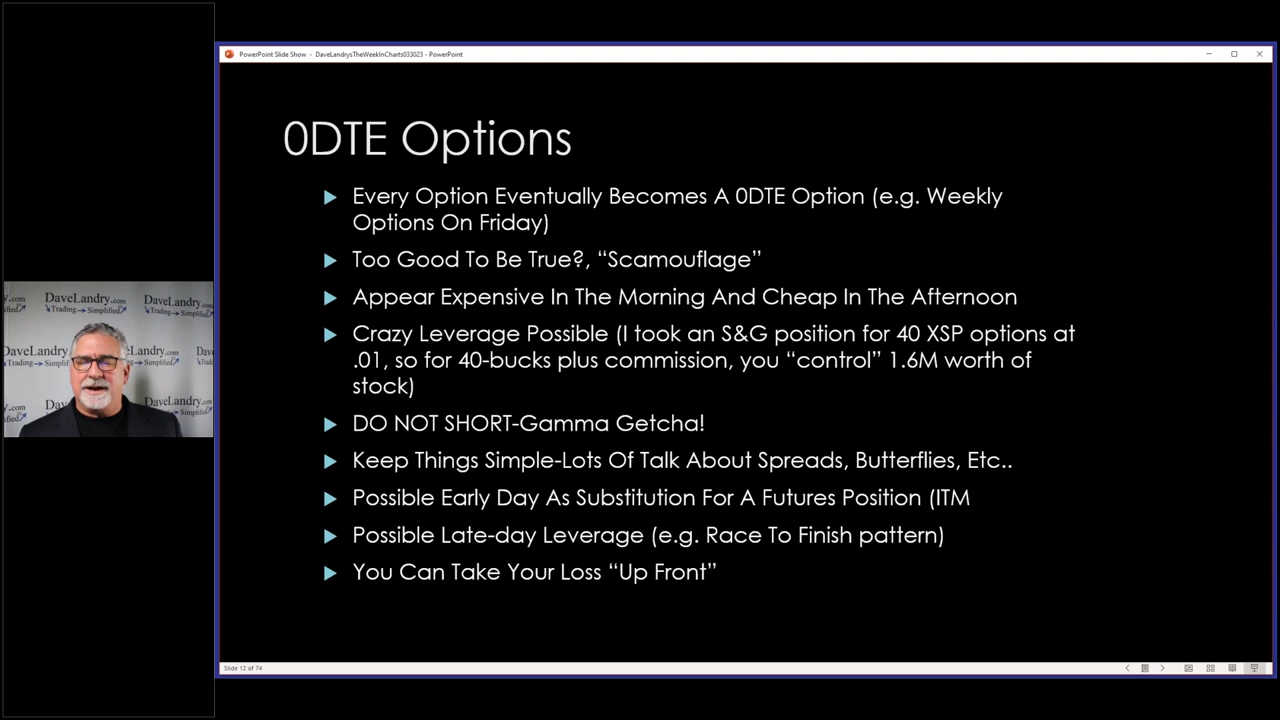 PowerPoint Slide Show - DaveLandrysTheWeekInCharts033023 - PowerPoint
0DTE Options
Every Option Eventually Becomes A 0DTE Option (e.g. Weekly
Options On Friday)
Too Good To Be True?, “Scamouflage”
Appear Expensive In The Morning And Cheap In The Afternoon
Crazy Leverage Possible (I took an S&G position for 40 XSP options at
.01, so for 40-bucks plus commission, you “control” 1.6M worth of
stock)
DO NOT SHORT-Gamma Getcha!
Keep Things Simple-Lots Of Talk About Spreads, Butterflies, Etc..
Possible Early Day As Substitution For A Futures Position (ITM
Possible Late-day Leverage (e.g. Race To Finish pattern)
You Can Take Your Loss “Up Front”
Slide 12 of 74
DaveLandry.com
Trading Simplified
DaveLandry.com